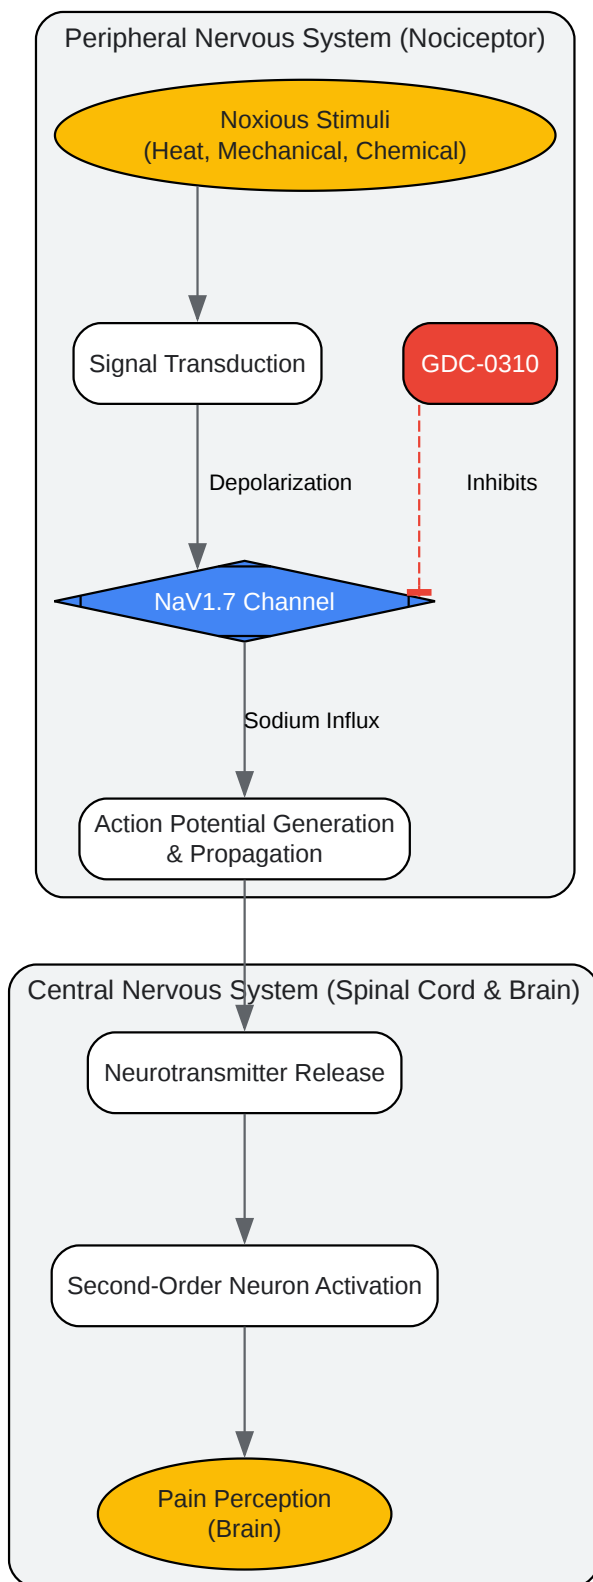 Peripheral Nervous System (Nociceptor)
Noxious Stimuli
(Heat, Mechanical, Chemical)
Signal Transduction
GDC-0310
Depolarization
Inhibits
NaV1.7 Channel
Sodium Influx
Action Potential Generation
& Propagation
Central Nervous System (Spinal Cord & Brain)
Neurotransmitter Release
Second-Order Neuron Activation
Pain Perception
(Brain)